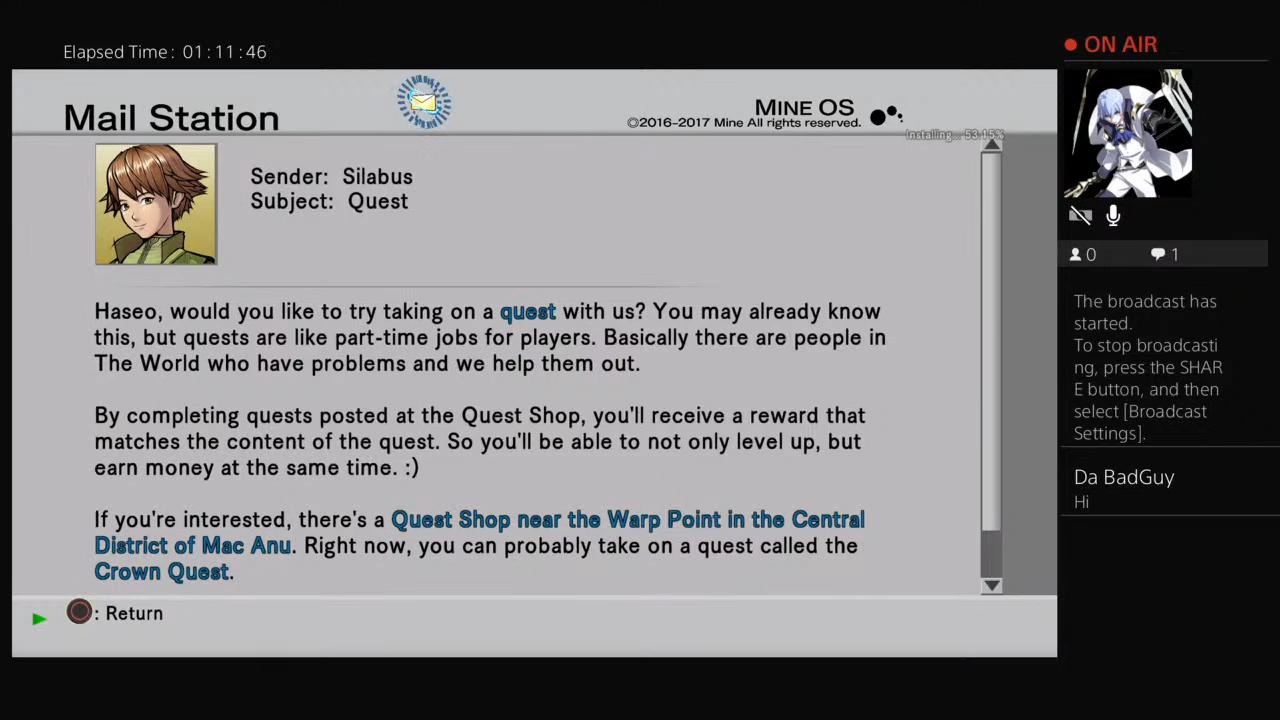 Elapsed Time: 01:11:46
ON AIR
Mail Station
MINE OS
©2016-2017 Mine All rights reserved.
Installing... 53.15%
Sender: Silabus
Subject: Quest
0
1
Haseo, would you like to try taking on a quest with us? You may already know
this, but quests are like part-time jobs for players. Basically there are people in
The World who have problems and we help them out.
By completing quests posted at the Quest Shop, you'll receive a reward that
matches the content of the quest. So you'll be able to not only level up, but
earn money at the same time. :)
If you're interested, there's a Quest Shop near the Warp Point in the Central
District of Mac Anu. Right now, you can probably take on a quest called the
Crown Quest.
: Return
The broadcast has
started.
To stop broadcasti
ng, press the SHAR
E button, and then
select [Broadcast
Settings].
Da BadGuy
Hi